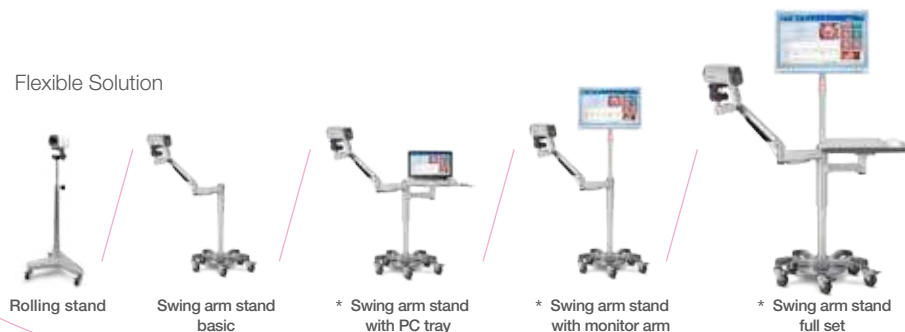 Flexible Solution
Rolling stand
Swing arm stand
basic
* Swing arm stand
with PC tray
* Swing arm stand
with monitor arm
* Swing arm stand
full set